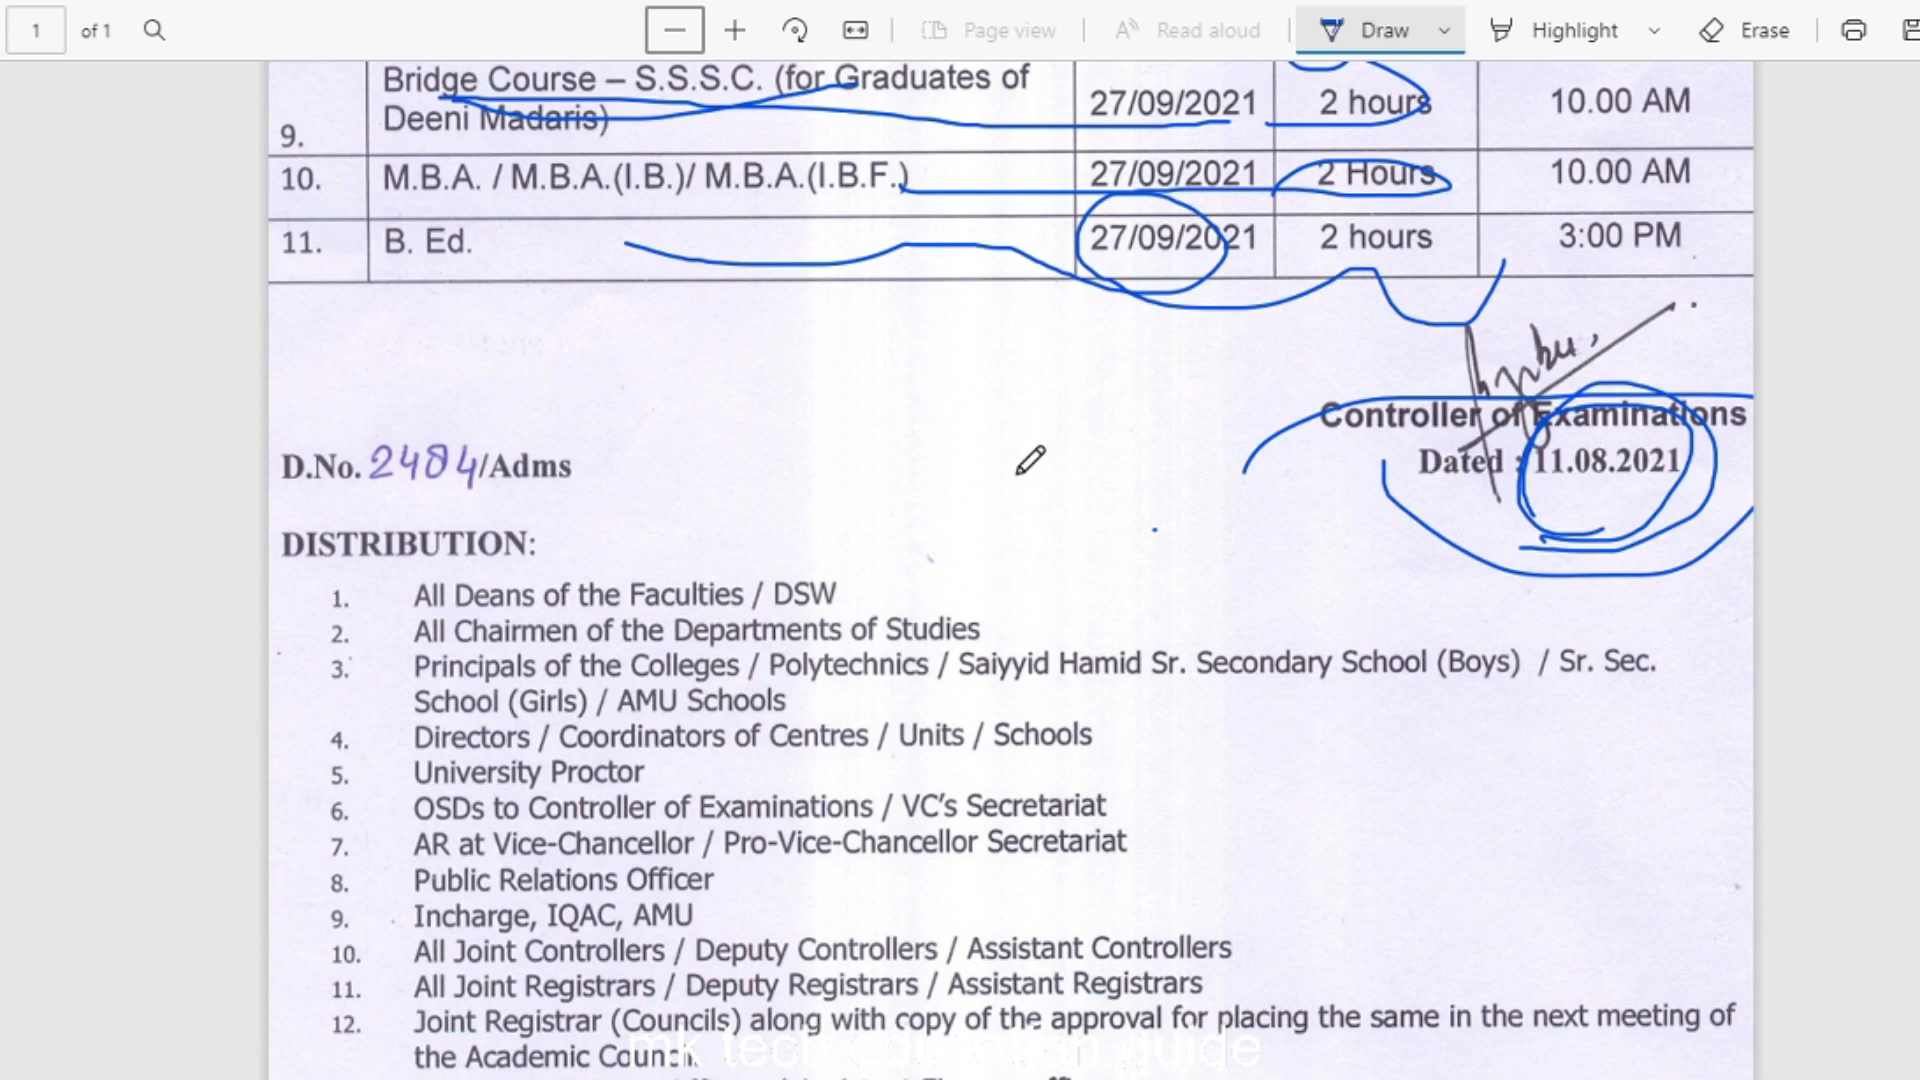 1 of 1 Page view Read aloud Draw Highlight Erase
Bridge Course – S.S.S.C. (for Graduates of
Deeni Madaris)
9. 27/09/2021 2 hours 10.00 AM
10. M.B.A. / M.B.A.(I.B.)/ M.B.A.(I.B.F.) 27/09/2021 2 Hours 10.00 AM
11. B. Ed. 27/09/2021 2 hours 3:00 PM
Controller of Examinations
D.No. 2484/Adms Dated : 11.08.2021
DISTRIBUTION:
1. All Deans of the Faculties / DSW
2. All Chairmen of the Departments of Studies
3. Principals of the Colleges / Polytechnics / Saiyyid Hamid Sr. Secondary School (Boys) / Sr. Sec.
School (Girls) / AMU Schools
4. Directors / Coordinators of Centres / Units / Schools
5. University Proctor
6. OSDs to Controller of Examinations / VC's Secretariat
7. AR at Vice-Chancellor / Pro-Vice-Chancellor Secretariat
8. Public Relations Officer
9. Incharge, IQAC, AMU
10. All Joint Controllers / Deputy Controllers / Assistant Controllers
11. All Joint Registrars / Deputy Registrars / Assistant Registrars
12. Joint Registrar (Councils) along with copy of the approval for placing the same in the next meeting of
the Academic Council
mk tech education guide